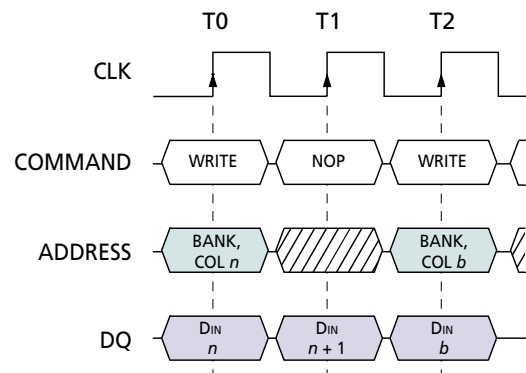 T0 T1 T2
CLK
COMMAND WRITE NOP WRITE
ADDRESS BANK, COL n BANK, COL b
DQ DIN n DIN n + 1 DIN b